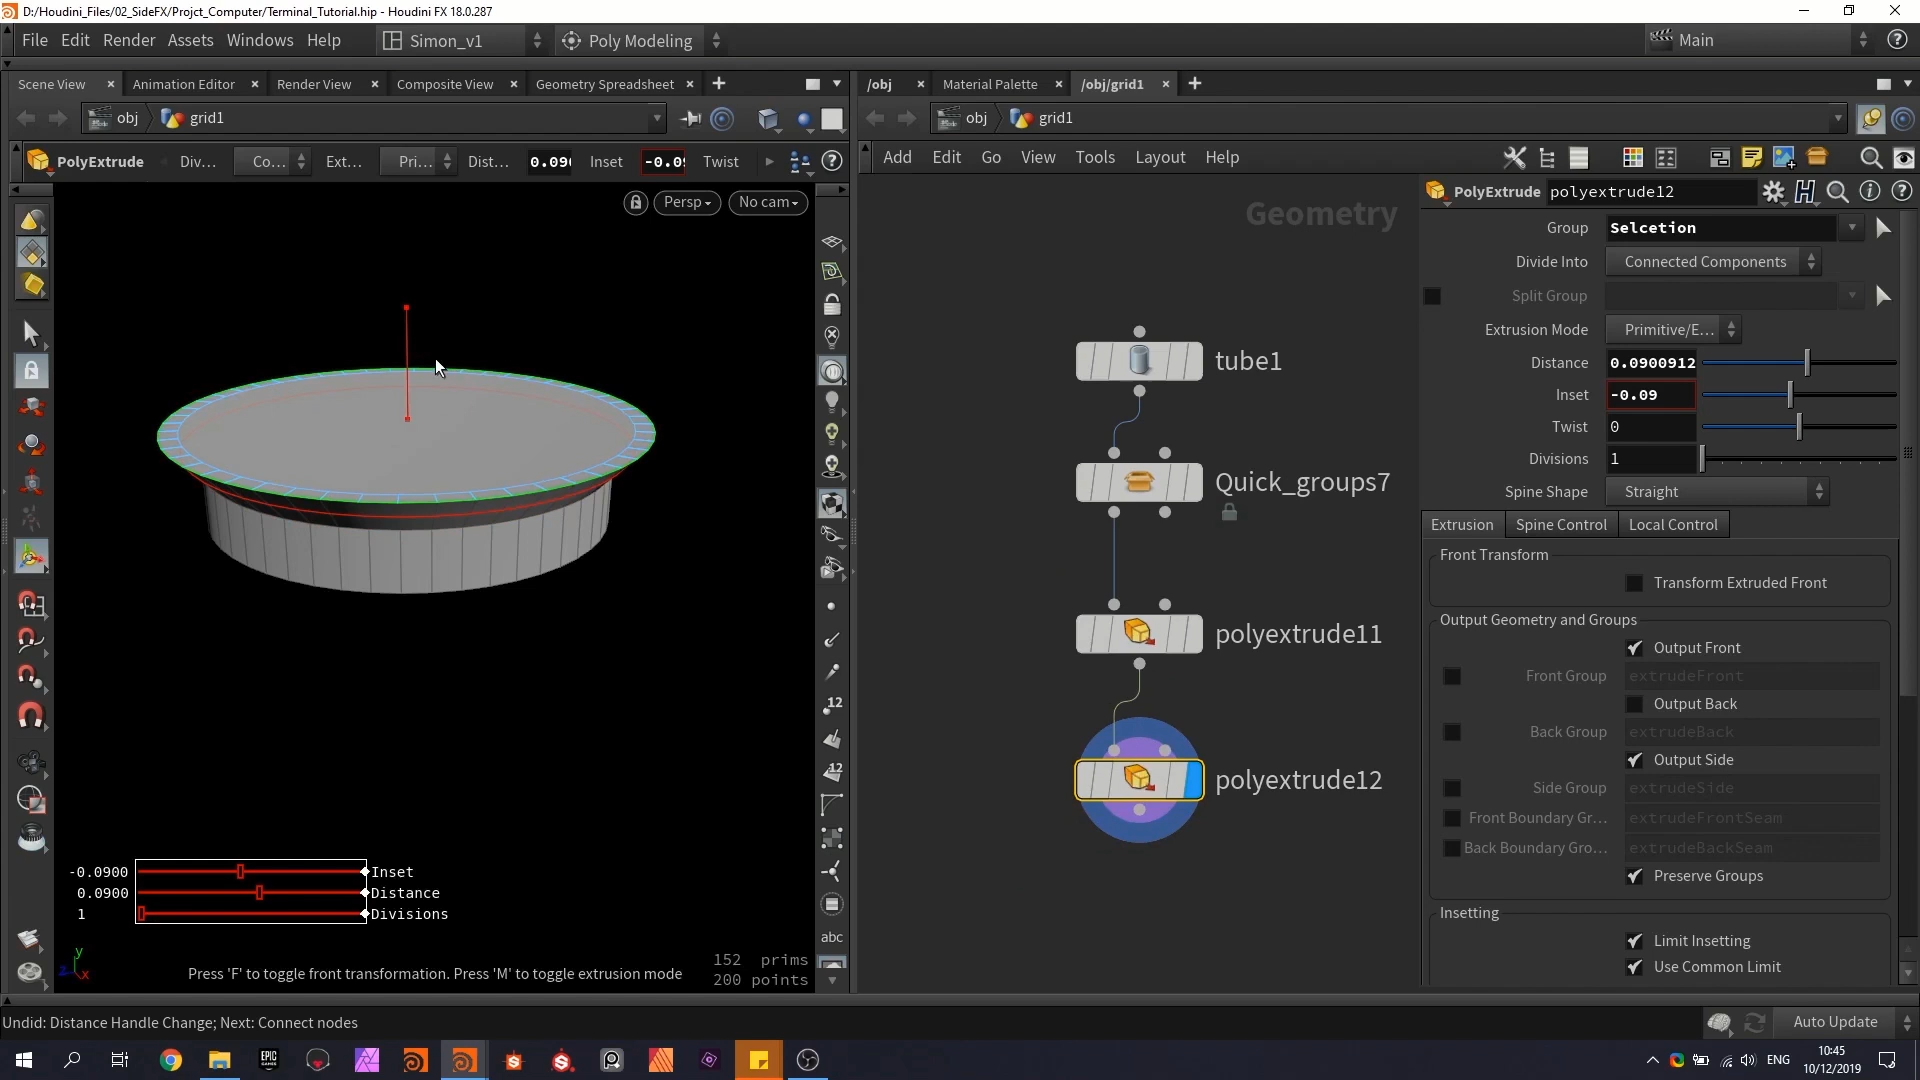 D:/Houdini_Files/02_SideFX/Projct_Computer/Terminal_Tutorial.hip - Houdini FX 18.0.287
File Edit Render Assets Windows Help Simon_v1 Poly Modeling Main
Scene View Animation Editor Render View Composite View Geometry Spreadsheet
/obj Material Palette /obj/grid1
obj grid1
obj grid1
PolyExtrude Div... Co... Ext... Pri... Dist... 0.090 Inset -0.09 Twist
Add Edit Go View Tools Layout Help
Persp No cam
Geometry
tube1
Quick_groups7
polyextrude11
polyextrude12
PolyExtrude polyextrude12
Group Selcetion
Divide Into Connected Components
Split Group
Extrusion Mode Primitive/E...
Distance 0.0900912
Inset -0.09
Twist 0
Divisions 1
Spine Shape Straight
Extrusion Spine Control Local Control
Front Transform
Transform Extruded Front
Output Geometry and Groups
Output Front
Front Group extrudeFront
Output Back
Back Group extrudeBack
Output Side
Side Group extrudeSide
Front Boundary Gr... extrudeFrontSeam
Back Boundary Gro... extrudeBackSeam
Preserve Groups
Insetting
Limit Insetting
Use Common Limit
12
12
abc
-0.0900 Inset
0.0900 Distance
1 Divisions
y
z x
Press 'F' to toggle front transformation. Press 'M' to toggle extrusion mode
152 prims
200 points
Undid: Distance Handle Change; Next: Connect nodes
Auto Update
EPIC
GAMES
ENG
10:45
10/12/2019